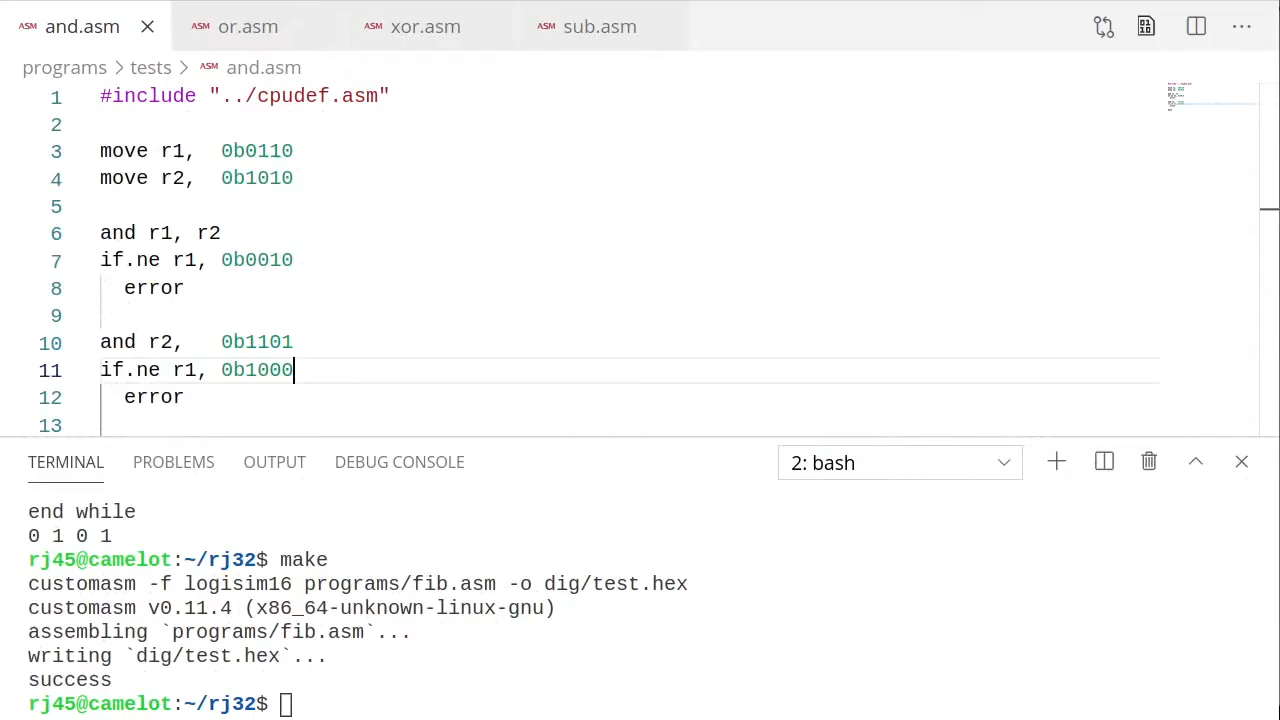 ASM and.asm ASM or.asm ASM xor.asm ASM sub.asm
programs > tests > ASM and.asm
1 #include "../cpudef.asm"
2
3 move r1,  0b0110
4 move r2,  0b1010
5
6 and r1, r2
7 if.ne r1, 0b0010
8   error
9
10 and r2,   0b1101
11 if.ne r1, 0b1000
12   error
13
TERMINAL PROBLEMS OUTPUT DEBUG CONSOLE 2: bash
end while
0 1 0 1
rj45@camelot:~/rj32$ make
customasm -f logisim16 programs/fib.asm -o dig/test.hex
customasm v0.11.4 (x86_64-unknown-linux-gnu)
assembling `programs/fib.asm`...
writing `dig/test.hex`...
success
rj45@camelot:~/rj32$